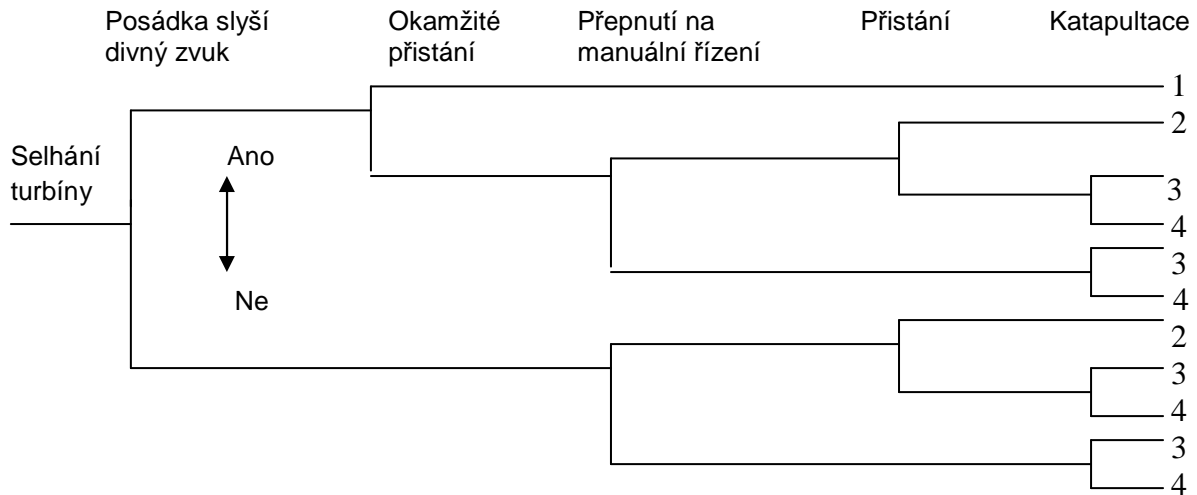 Posádka slyší
divný zvuk
Okamžité
přistání
Přepnutí na
manuální řízení
Přistání
Katapultace
Selhání
turbíny
Ano
Ne
1
2
3
4
3
4
2
3
4
3
4